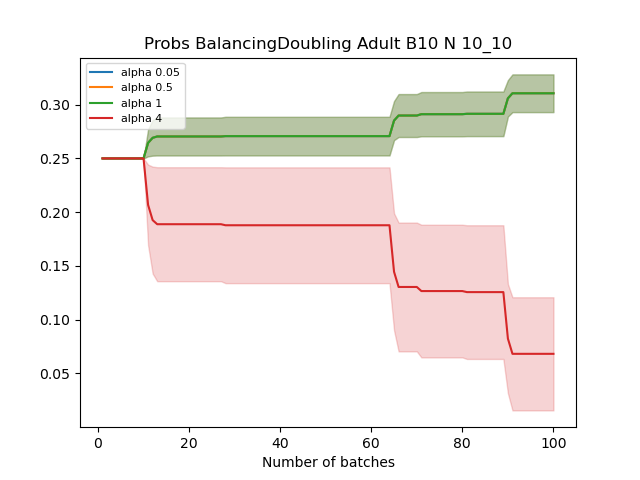 Probs BalancingDoubling Adult B10 N 10_10
alpha 0.05
alpha 0.5
alpha 1
alpha 4
0.30
0.25
0.20
0.15
0.10
0.05
0 20 40 60 80 100
Number of batches